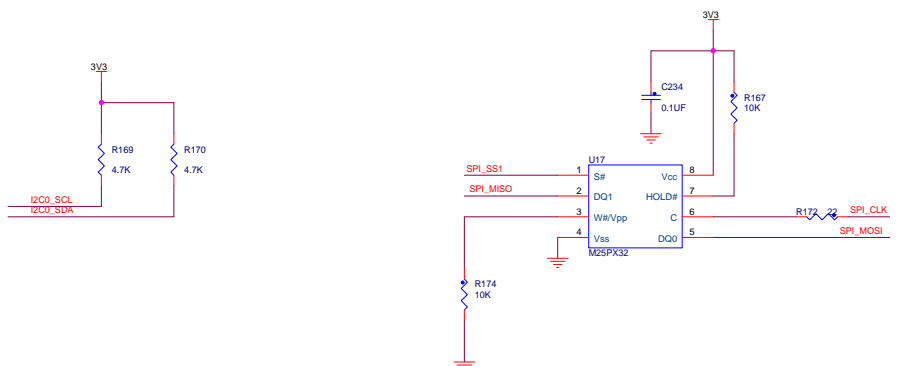 3V3
R169
4.7K
R170
4.7K
I2C0_SCL
I2C0_SDA
3V3
C234
0.1UF
R167
10K
U17
SPI_SS1 1 S# Vcc 8
SPI_MISO 2 DQ1 HOLD# 7
3 W#/Vpp C 6 R172 22 SPI_CLK
4 Vss DQ0 5 SPI_MOSI
M25PX32
R174
10K